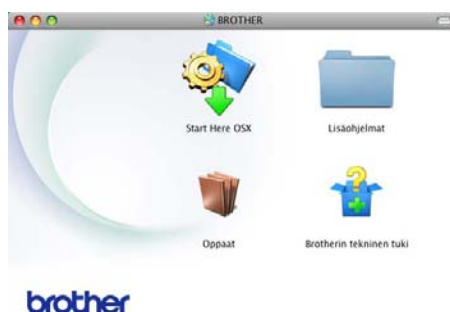 BROTHER
Start Here OSX
Lisäohjelmat
Oppaat
Brotherin tekninen tuki
brother